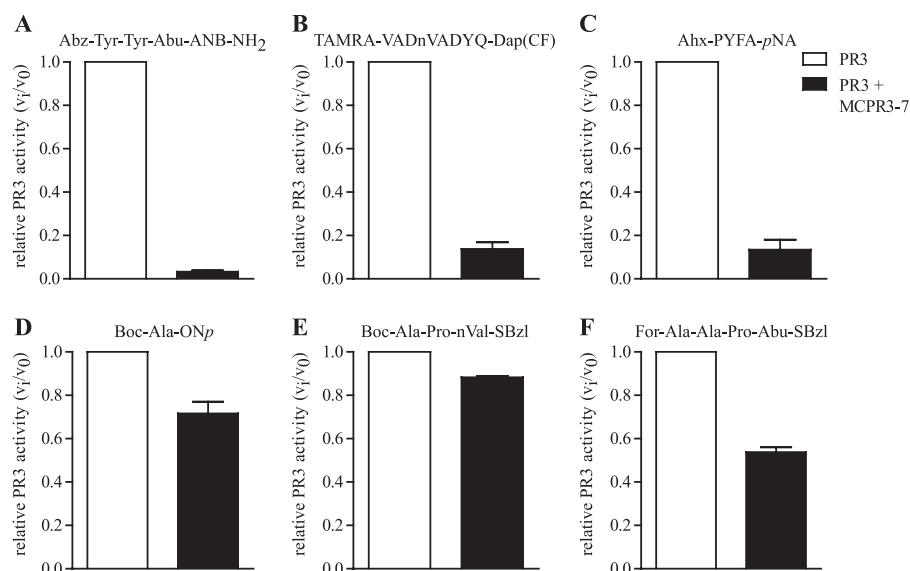 A
Abz-Tyr-Tyr-Abu-ANB-NH2
relative PR3 activity (vi/v0)
1.0
0.8
0.6
0.4
0.2
0.0
B
TAMRA-VADnVADYQ-Dap(CF)
relative PR3 activity (vi/v0)
1.0
0.8
0.6
0.4
0.2
0.0
C
Ahx-PYFA-pNA
relative PR3 activity (vi/v0)
1.0
0.8
0.6
0.4
0.2
0.0
PR3
PR3 +
MCPR3-7
D
Boc-Ala-ONp
relative PR3 activity (vi/v0)
1.0
0.8
0.6
0.4
0.2
0.0
E
Boc-Ala-Pro-nVal-SBzl
relative PR3 activity (vi/v0)
1.0
0.8
0.6
0.4
0.2
0.0
F
For-Ala-Ala-Pro-Abu-SBzl
relative PR3 activity (vi/v0)
1.0
0.8
0.6
0.4
0.2
0.0